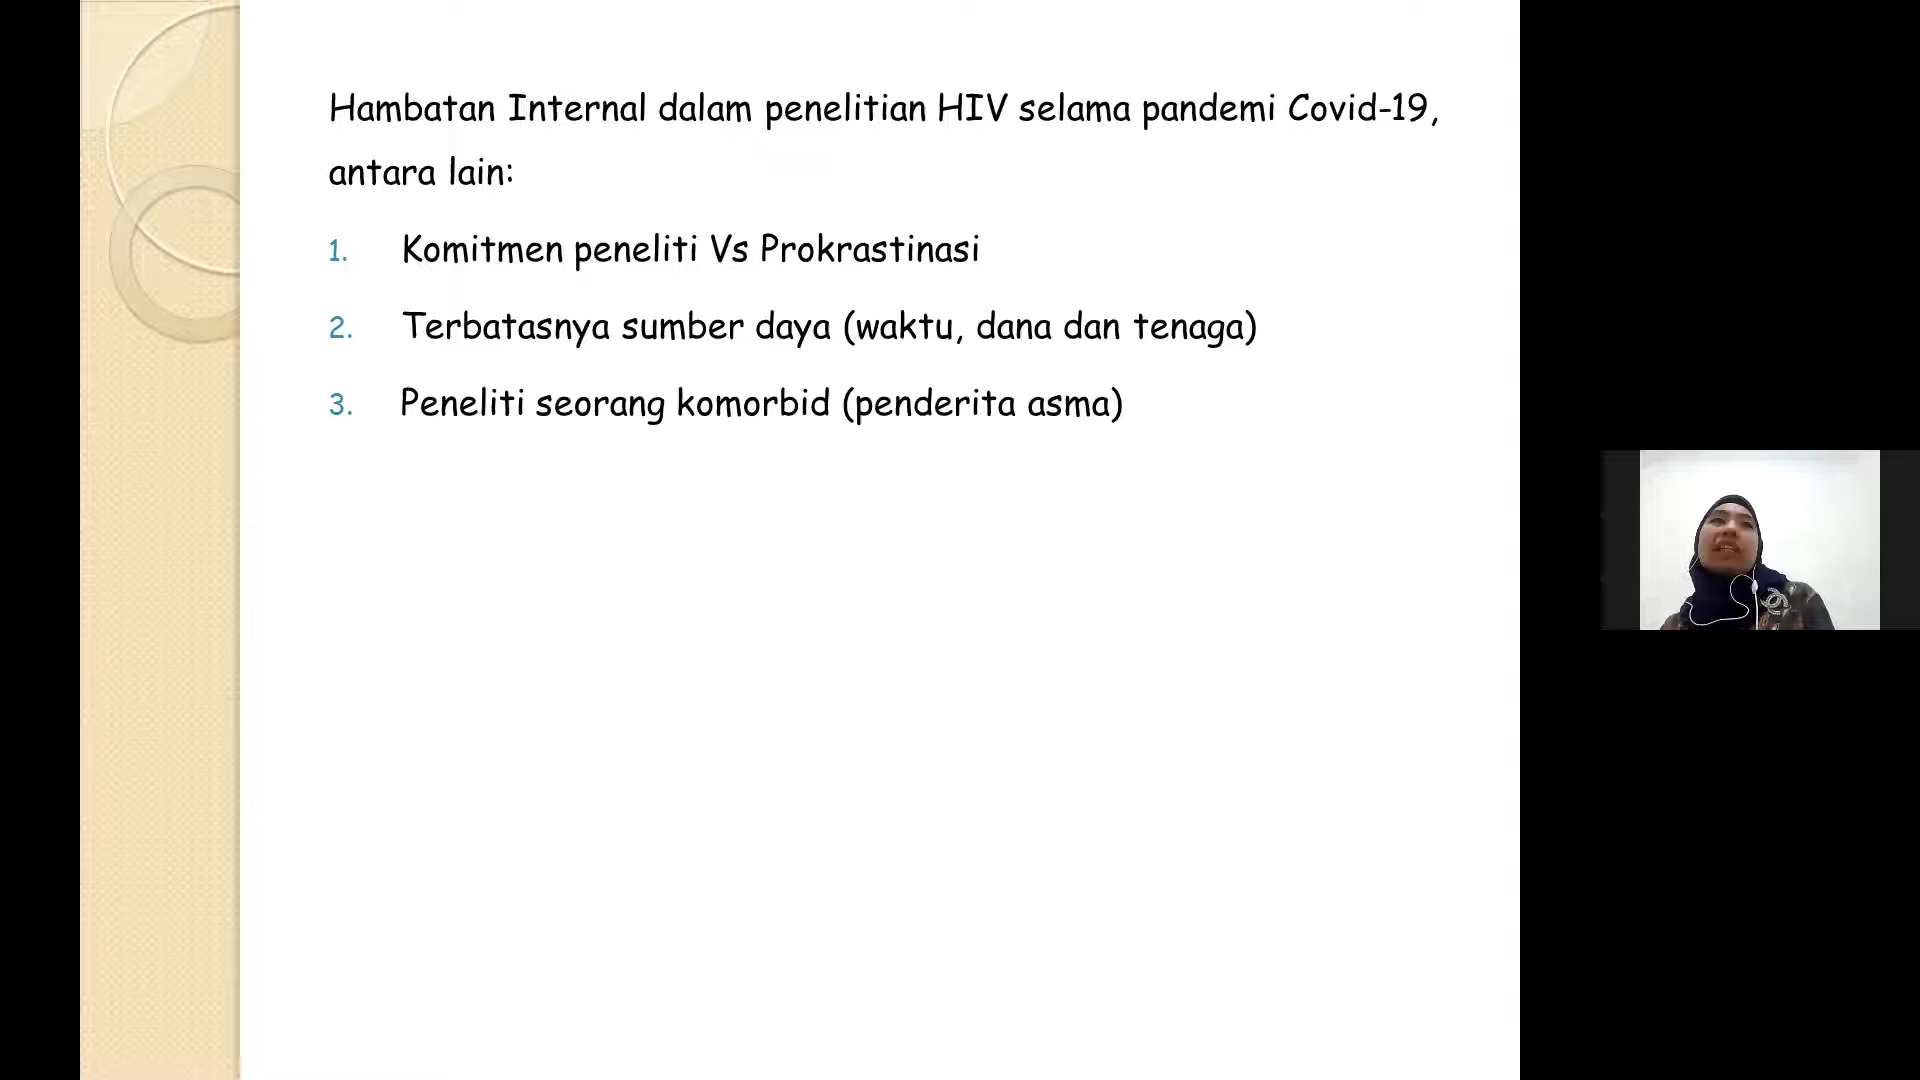 Hambatan Internal dalam penelitian HIV selama pandemi Covid-19,
antara lain:
1. Komitmen peneliti Vs Prokrastinasi
2. Terbatasnya sumber daya (waktu, dana dan tenaga)
3. Peneliti seorang komorbid (penderita asma)